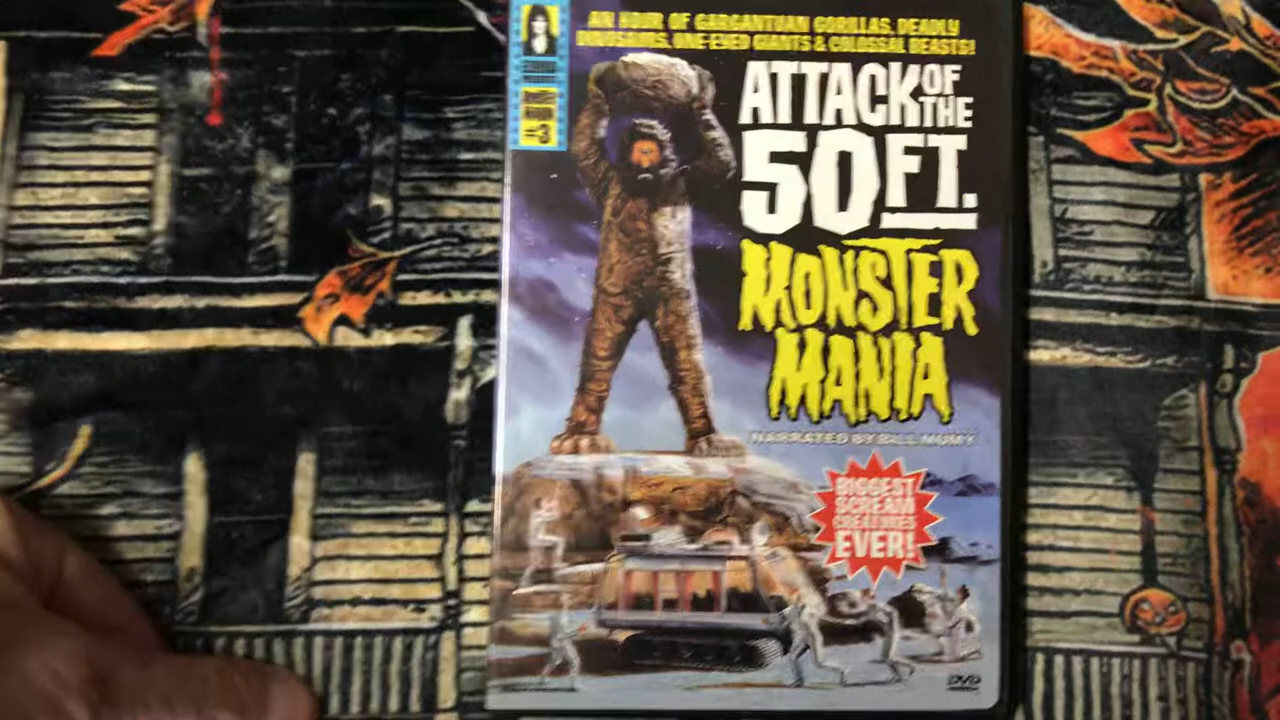 AN HOUR OF GARGANTUAN GORILLAS, DEADLY
DINOSAURS, ONE-EYED GIANTS & COLOSSAL BEASTS!
ATTACK OF THE
50 FT.
MONSTER
MANIA
NARRATED BY BILL MUMY
BIGGEST
SCREAM
CREATURES
EVER!
#3
DVD